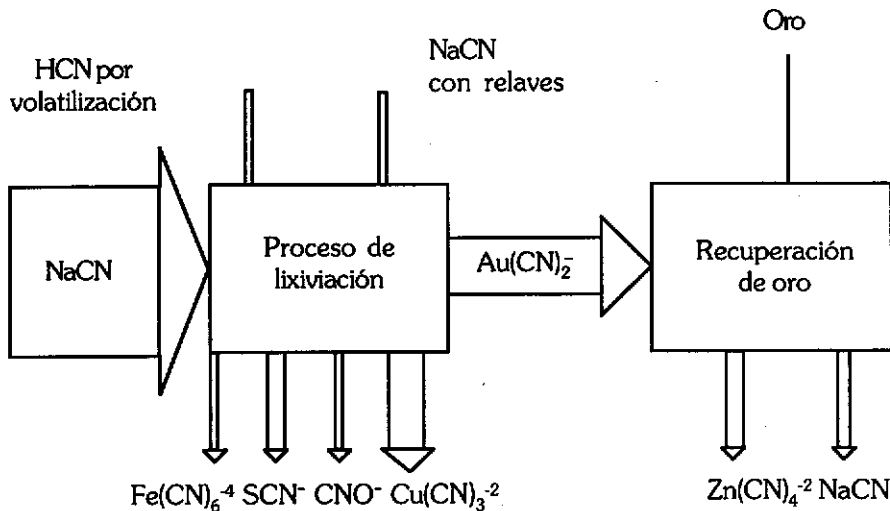 Oro
HCN por
volatilización
NaCN
con relaves
NaCN
Proceso de
lixiviación
Au(CN)₂⁻
Recuperación
de oro
Fe(CN)₆⁻⁴ SCN⁻ CNO⁻ Cu(CN)₃⁻²
Zn(CN)₄⁻² NaCN